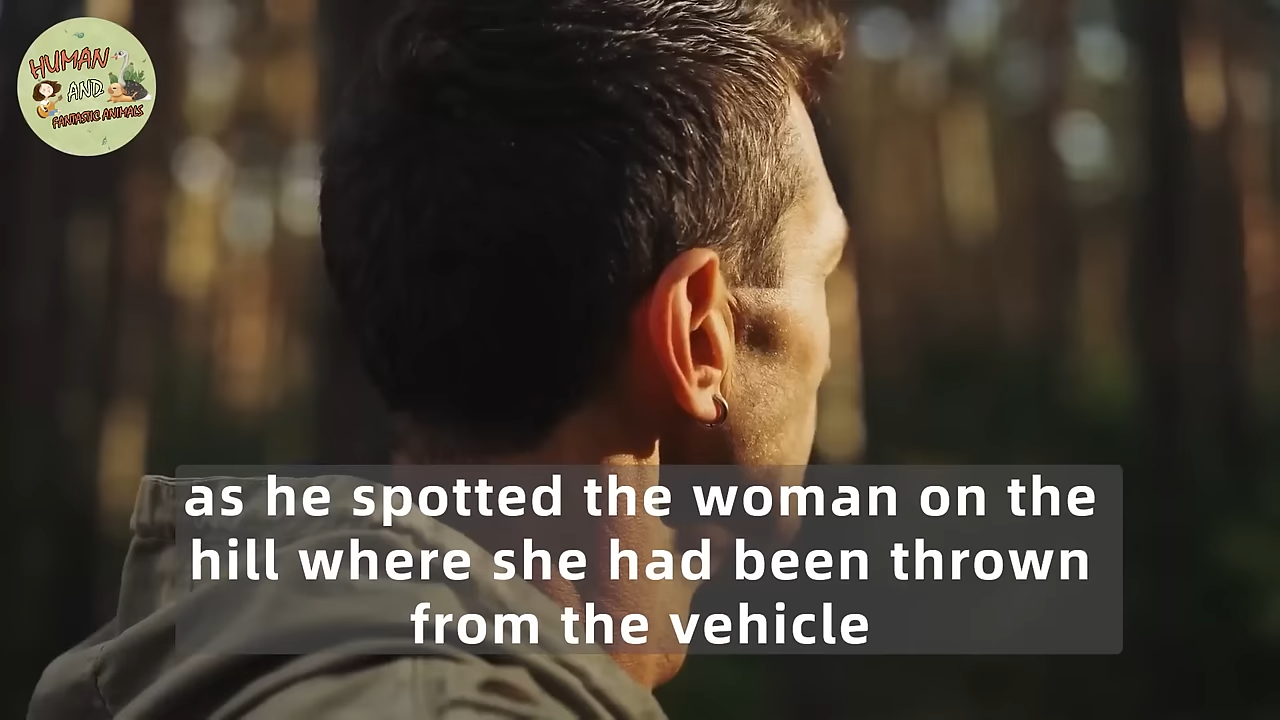 HUMAN
AND
FANTASTIC ANIMALS
as he spotted the woman on the
hill where she had been thrown
from the vehicle